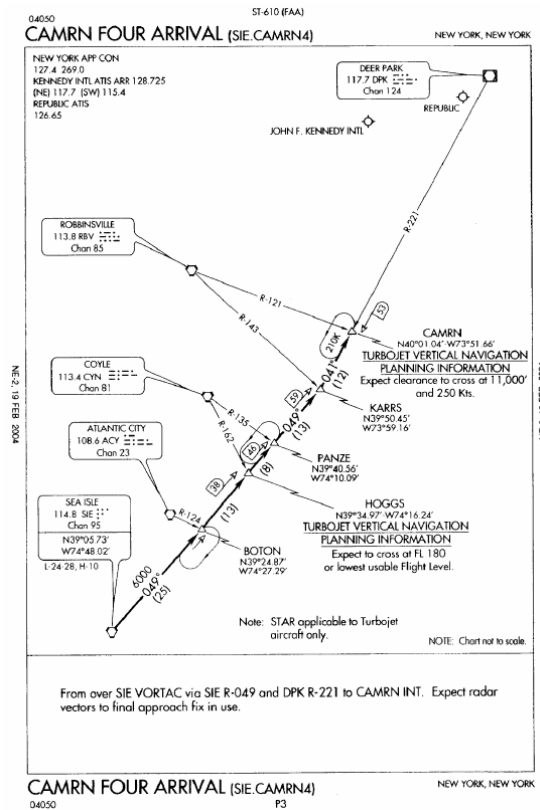 ST-610 (FAA)
04050
CAMRN FOUR ARRIVAL (SIE.CAMRN4)
NEW YORK, NEW YORK
NEW YORK APP CON
127.4 269.0
KENNEDY INTL ATIS ARR 128.725
(NE) 117.7 (SW) 115.4
REPUBLIC ATIS
126.65
DEER PARK
117.7 DPK
Chan 124
REPUBLIC
JOHN F. KENNEDY INTL
R-221
ROBBINSVILLE
113.8 RBV
Chan 85
R-121
R-143
53
210K
CAMRN
N40°01.04'-W73°51.66'
TURBOJET VERTICAL NAVIGATION
PLANNING INFORMATION
Expect clearance to cross at 11,000'
and 250 Kts.
041°
(12)
59
KARRS
N39°50.45'
W73°59.16'
COYLE
113.4 CYN
Chan 81
R-135
R-162
049°
(13)
46
PANZE
N39°40.56'
W74°10.09'
(8)
ATLANTIC CITY
108.6 ACY
Chan 23
38
HOGGS
N39°34.97'-W74°16.24'
TURBOJET VERTICAL NAVIGATION
PLANNING INFORMATION
Expect to cross at FL 180
or lowest usable Flight Level.
(13)
R-124
SEA ISLE
114.8 SIE
Chan 95
N39°05.73'
W74°48.02'
L-24-28, H-10
BOTON
N39°24.87'
W74°27.29'
6000
049°
(25)
Note: STAR applicable to Turbojet
aircraft only.
NOTE: Chart not to scale.
NE-2, 19 FEB 2004
From over SIE VORTAC via SIE R-049 and DPK R-221 to CAMRN INT. Expect radar
vectors to final approach fix in use.
CAMRN FOUR ARRIVAL (SIE.CAMRN4)
NEW YORK, NEW YORK
04050
P3